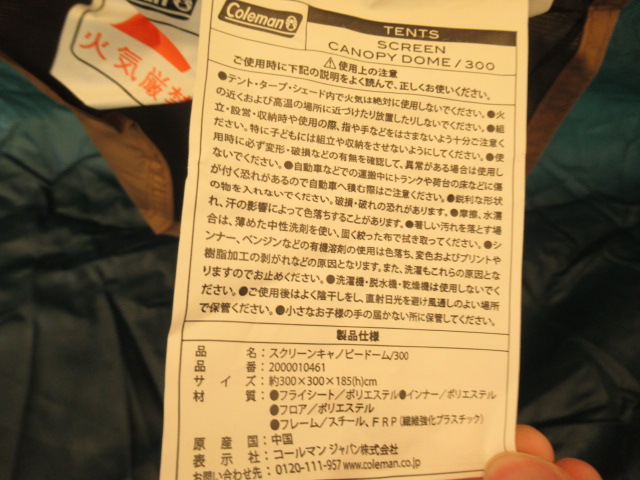 Coleman
火気厳禁
Coleman
TENTS
SCREEN
CANOPY DOME/300
⚠使用上の注意
ご使用時に下記の説明をよく読んで、正しくお使いください。
●テント・タープ・シェード内で火気は絶対に使用しないでください。●火
の近くおよび高温の場所に近づけたり放置したりしないでください。●組
立・設営・収納時や使用の際、指や手などをはさまないよう十分ご注意く
ださい。特に子どもには組立や収納をさせないようにしてください。●使
用時に必ず変形・破損などの有無を確認して、異常がある場合は使用し
ないでください。●自動車などでの運搬中にトランクや荷台の床などに傷
が付く恐れがあるので自動車へ積む際はご注意ください。●鋭利な形状
の物を入れないでください。破損・破れの恐れがあります。●摩擦、水濡
れ、汗の影響によって色落ちすることがあります。●著しい汚れを落とす場
合は、薄めた中性洗剤を使い、固く絞った布で拭き取ってください。●シ
ンナー、ベンジンなどの有機溶剤の使用は色落ち、変色およびプリントや
樹脂加工の剥がれなどの原因となります。また、洗濯もこれらの原因とな
りますのでお止めください。●洗濯機・脱水機・乾燥機は使用しないでくだ
さい。●ご使用後はよく陰干しをし、直射日光を避け風通しのよい場所
で保管ください。●小さなお子様の手の届かない所に保管してください。
製品仕様
品名:スクリーンキャノピードーム/300
品番:2000010461
サイズ:約300×300×185(h)cm
材質:●フライシート/ポリエステル●インナー/ポリエステル
●フロア/ポリエステル
●フレーム/スチール、FRP(繊維強化プラスチック)
原産国:中国
表示社:コールマン ジャパン株式会社
お問い合わせ先:0120-111-957 www.coleman.co.jp